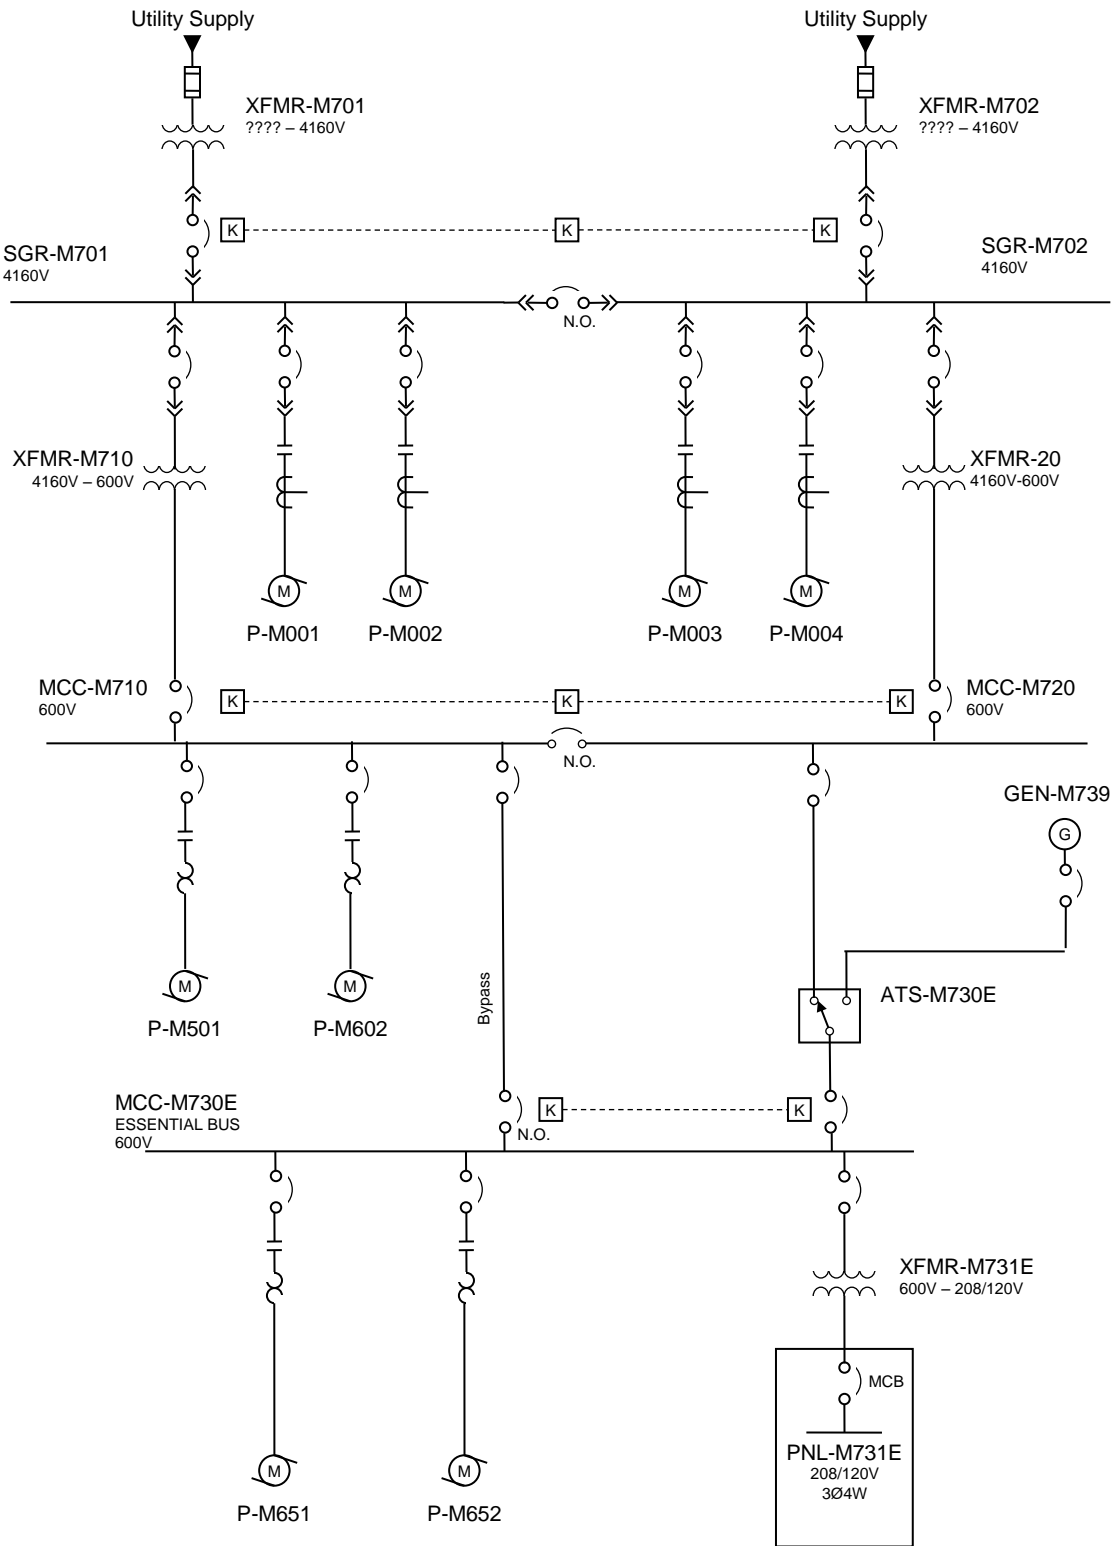 Utility Supply
Utility Supply
XFMR-M701
???? – 4160V
XFMR-M702
???? – 4160V
K
K
K
SGR-M701
4160V
SGR-M702
4160V
N.O.
XFMR-M710
4160V – 600V
XFMR-20
4160V-600V
M
M
M
M
P-M001
P-M002
P-M003
P-M004
MCC-M710
600V
K
K
K
MCC-M720
600V
N.O.
GEN-M739
G
M
M
Bypass
ATS-M730E
P-M501
P-M602
MCC-M730E
ESSENTIAL BUS
600V
K
K
N.O.
XFMR-M731E
600V – 208/120V
MCB
PNL-M731E
208/120V
3Ø4W
M
M
P-M651
P-M652